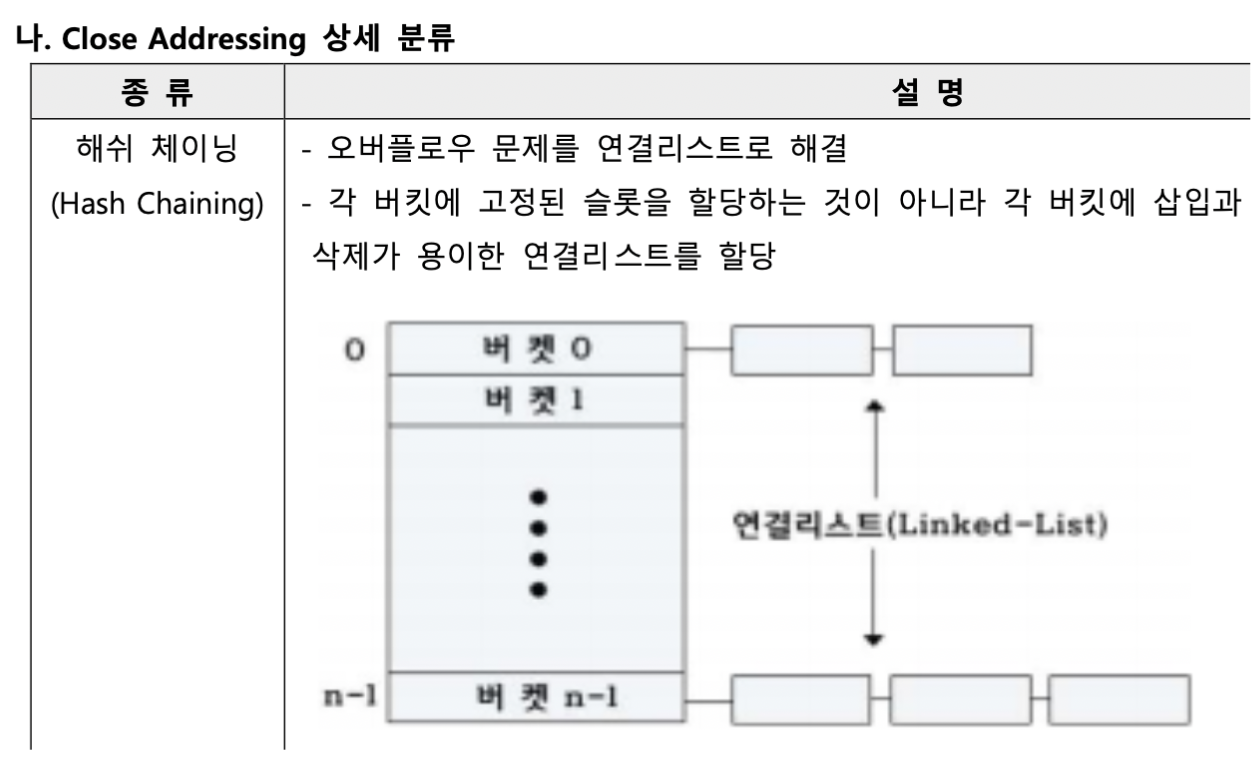 나. Close Addressing 상세 분류
종 류 설 명
해쉬 체이닝 - 오버플로우 문제를 연결리스트로 해결
(Hash Chaining) - 각 버킷에 고정된 슬롯을 할당하는 것이 아니라 각 버킷에 삽입과
삭제가 용이한 연결리스트를 할당
0 버 켓 0
버 켓 1
연결리스트(Linked-List)
n-1 버 켓 n-1